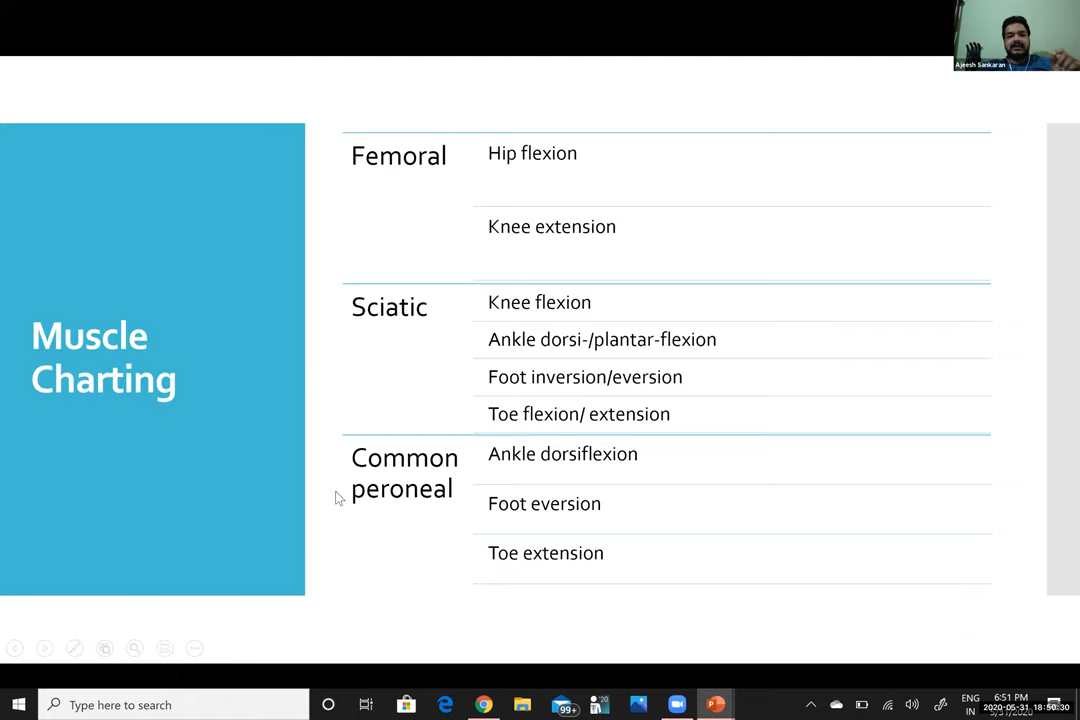 Ajeesh Sankaran
Muscle
Charting
Femoral
Hip flexion
Knee extension
Sciatic
Knee flexion
Ankle dorsi-/plantar-flexion
Foot inversion/eversion
Toe flexion/ extension
Common
peroneal
Ankle dorsiflexion
Foot eversion
Toe extension
Type here to search
99+
'20
ENG
IN
6:51 PM
2020-05-31 18:50:30